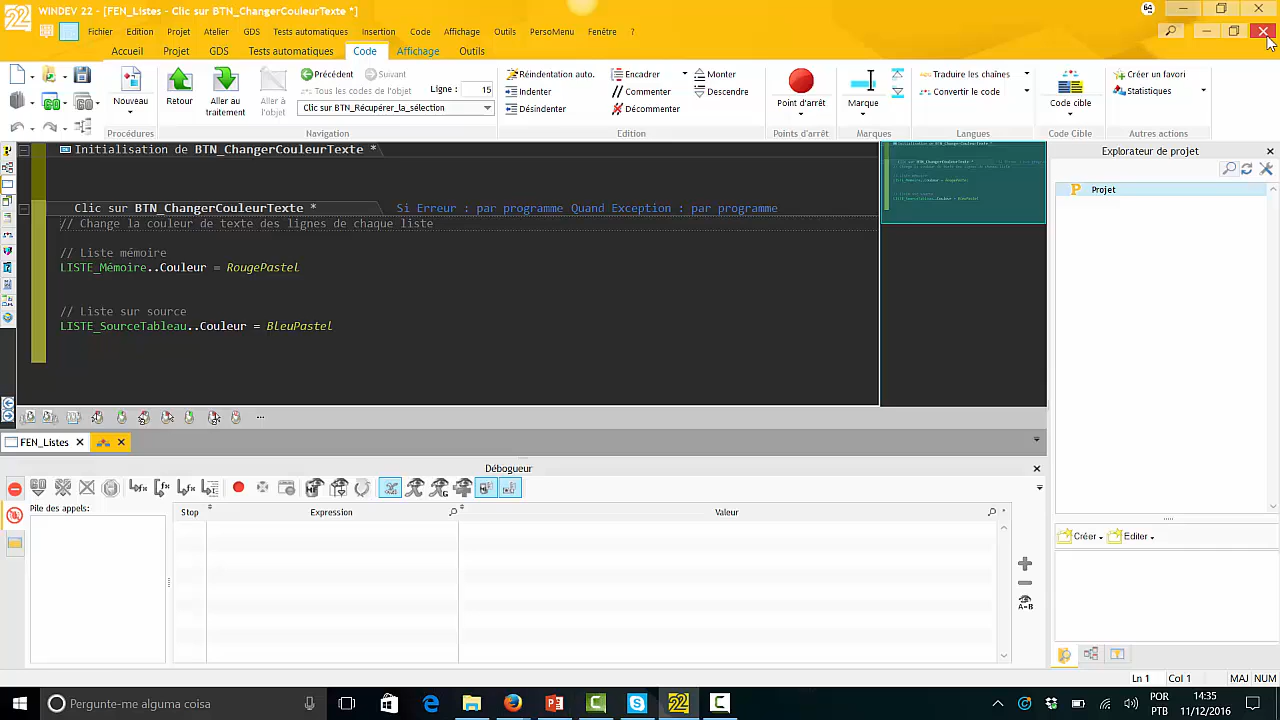 WINDEV 22 - [FEN_Listes - Clic sur BTN_ChangerCouleurTexte *]
64
Fichier Edition Projet Atelier GDS Tests automatiques Insertion Code Affichage Outils Personnaliser Fenêtre ?
Accueil Projet GDS Tests automatiques Code Affichage Outils
Nouveau
Procédures
Retour
Aller au traitement
Aller à l'objet
Précédent Suivant
Tous les accès à l'objet Ligne : 15
Clic sur BTN_Récupérer_la_sélection
Navigation
Réindentation auto.
Indenter
Désindenter
Encadrer
Commenter
Décommenter
Monter
Descendre
Edition
Point d'arrêt
Points d'arrêt
Marque
Marques
Traduire les chaînes
Convertir le code
Langues
Code cible
Code Cible
Créer a priori
Statistiques
Autres actions
Initialisation de BTN_ChangerCouleurTexte *
Clic sur BTN_ChangerCouleurTexte * Si Erreur : par programme Quand Exception : par programme
// Change la couleur de texte des lignes de chaque liste
// Liste mémoire
LISTE_Mémoire..Couleur = RougePastel
// Liste sur source
LISTE_SourceTableau..Couleur = BleuPastel
Explorateur de projet
Projet
Créer Editer
FEN_Listes
Débogueur
Pile des appels:
Stop Expression Valeur
A=B
Ln 1 Col 1 MAJ NUM
22
Pergunte-me alguma coisa
POR
PTB
14:35
11/12/2016